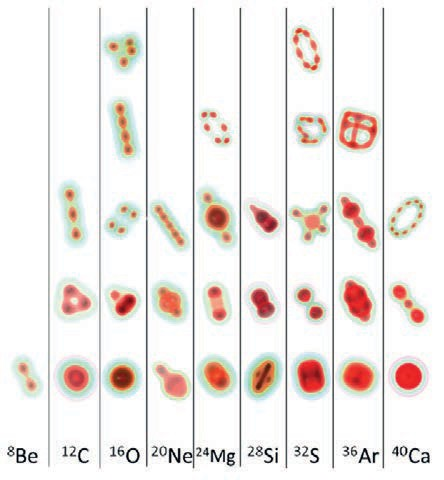 ⁸Be ¹²C ¹⁶O ²⁰Ne ²⁴Mg ²⁸Si ³²S ³⁶Ar ⁴⁰Ca